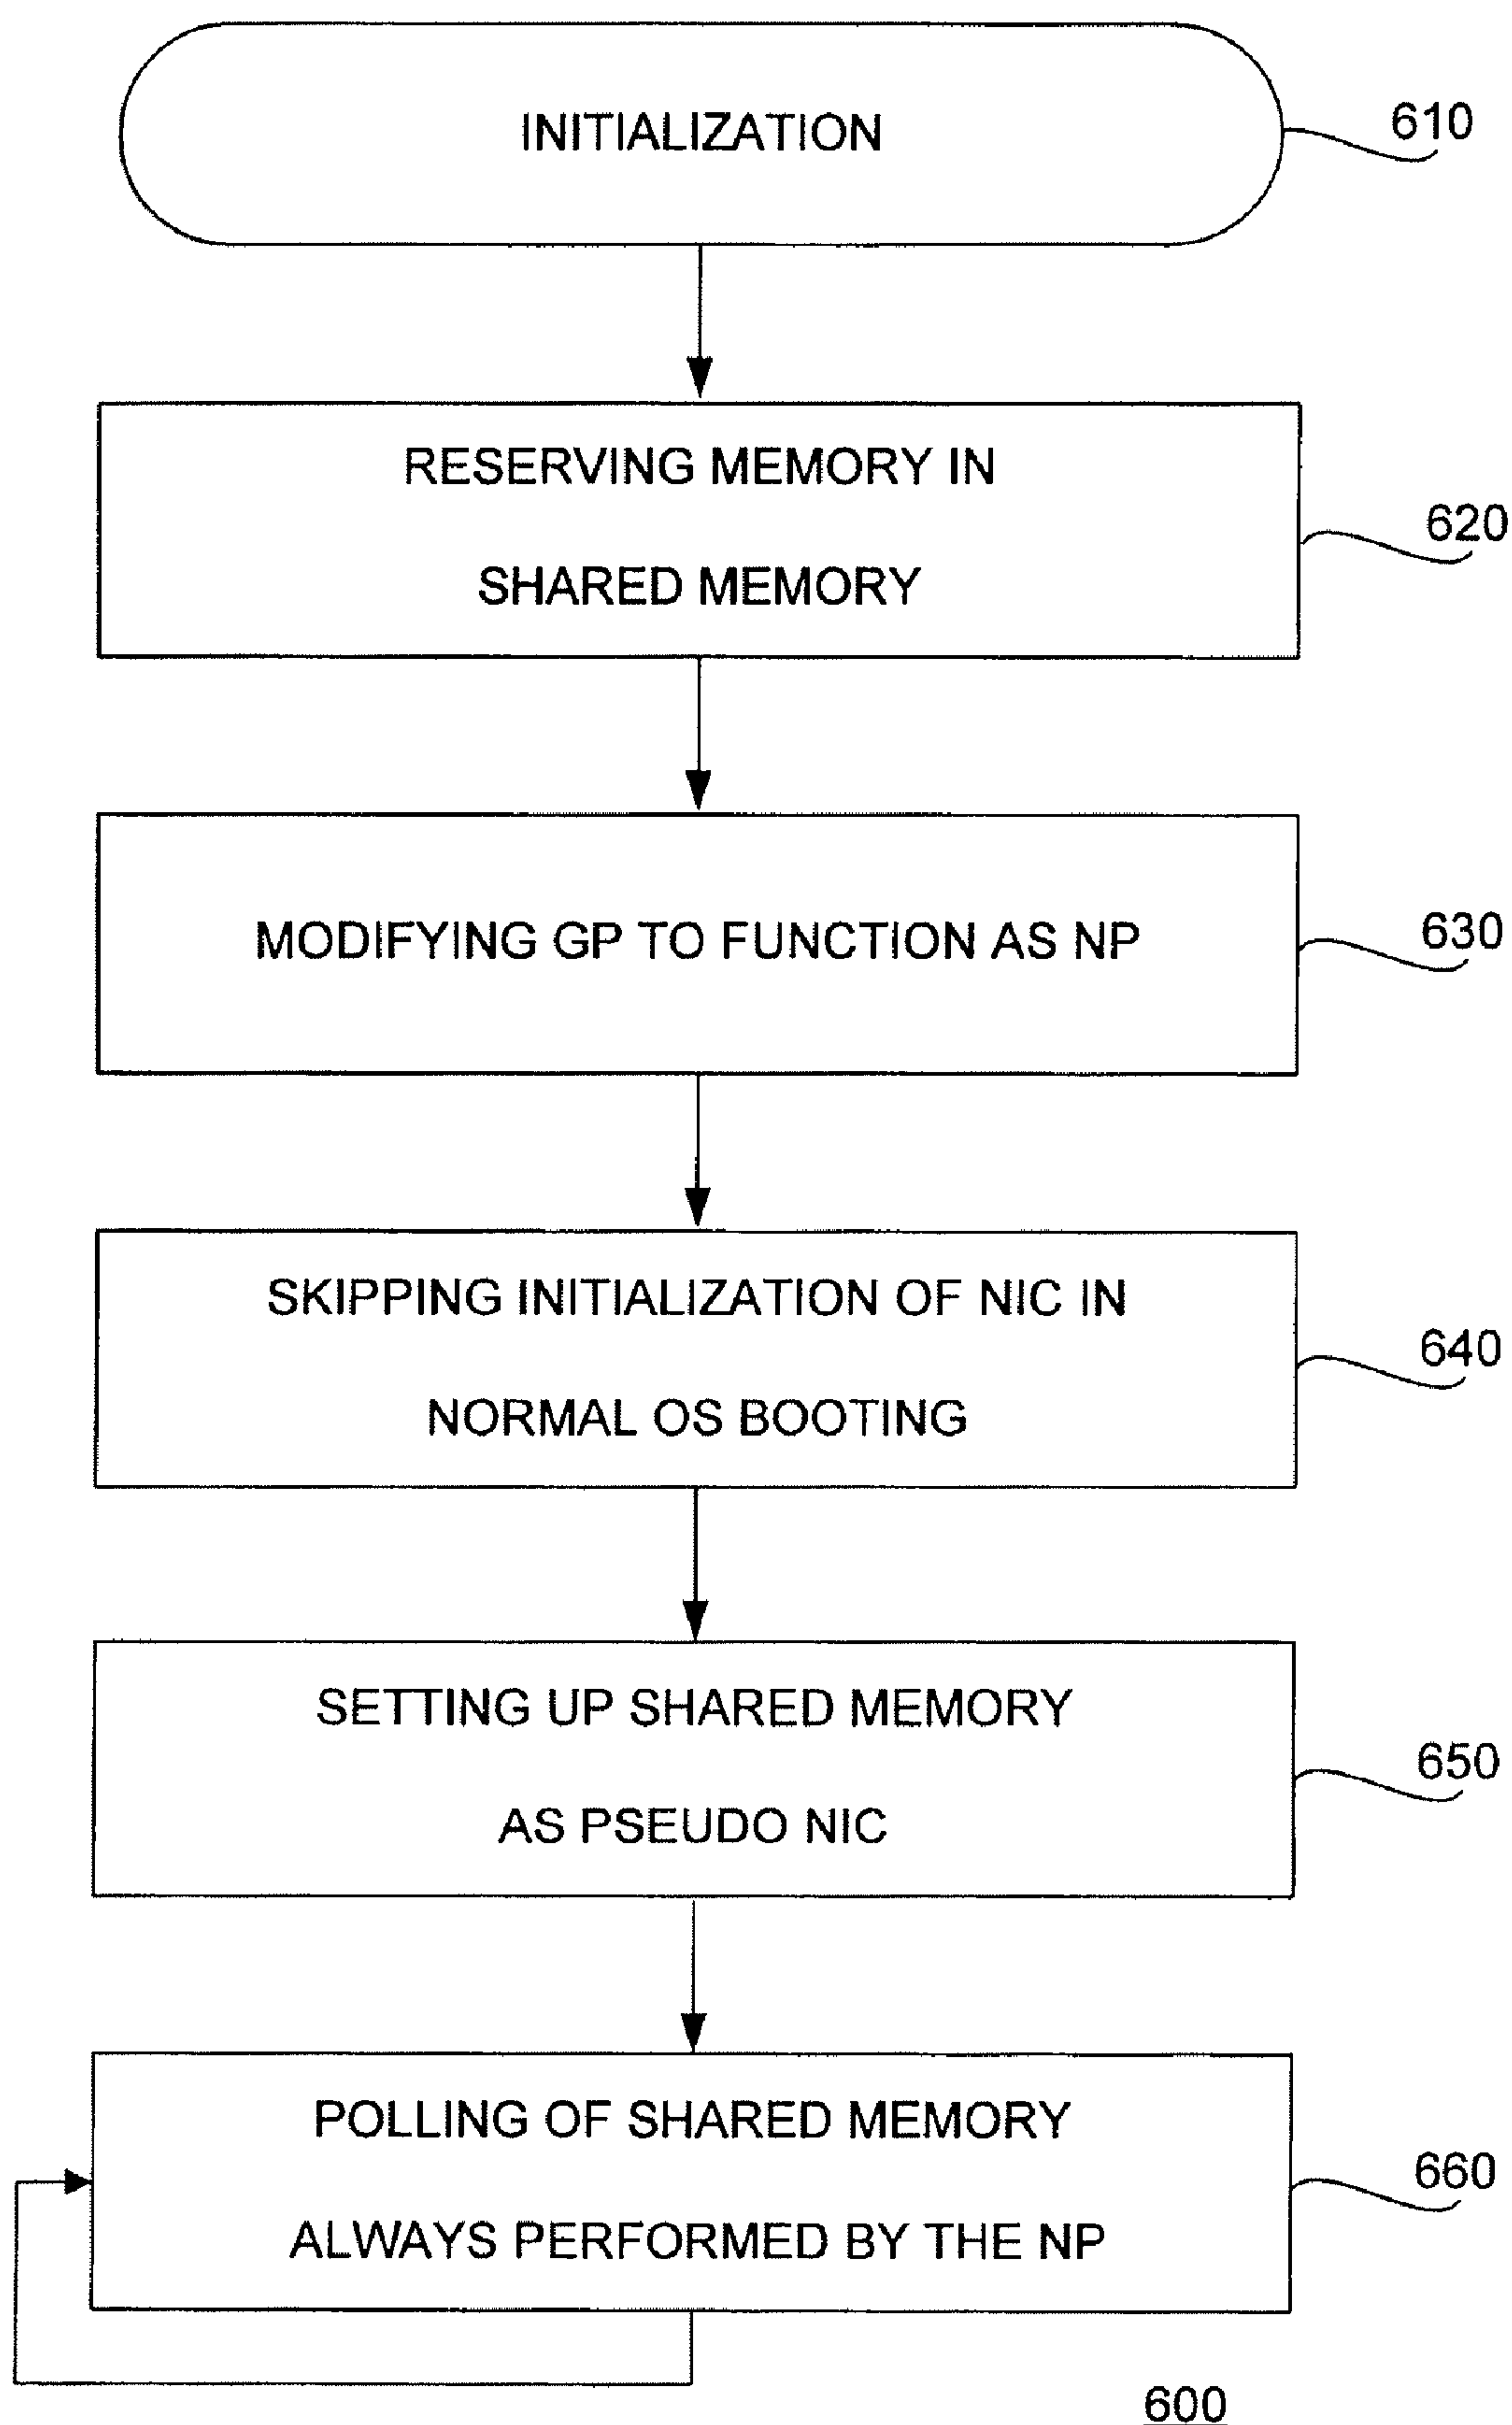 INITIALIZATION
610
RESERVING MEMORY IN
SHARED MEMORY
620
MODIFYING GP TO FUNCTION AS NP
630
SKIPPING INITIALIZATION OF NIC IN
NORMAL OS BOOTING
640
SETTING UP SHARED MEMORY
AS PSEUDO NIC
650
POLLING OF SHARED MEMORY
ALWAYS PERFORMED BY THE NP
660
600